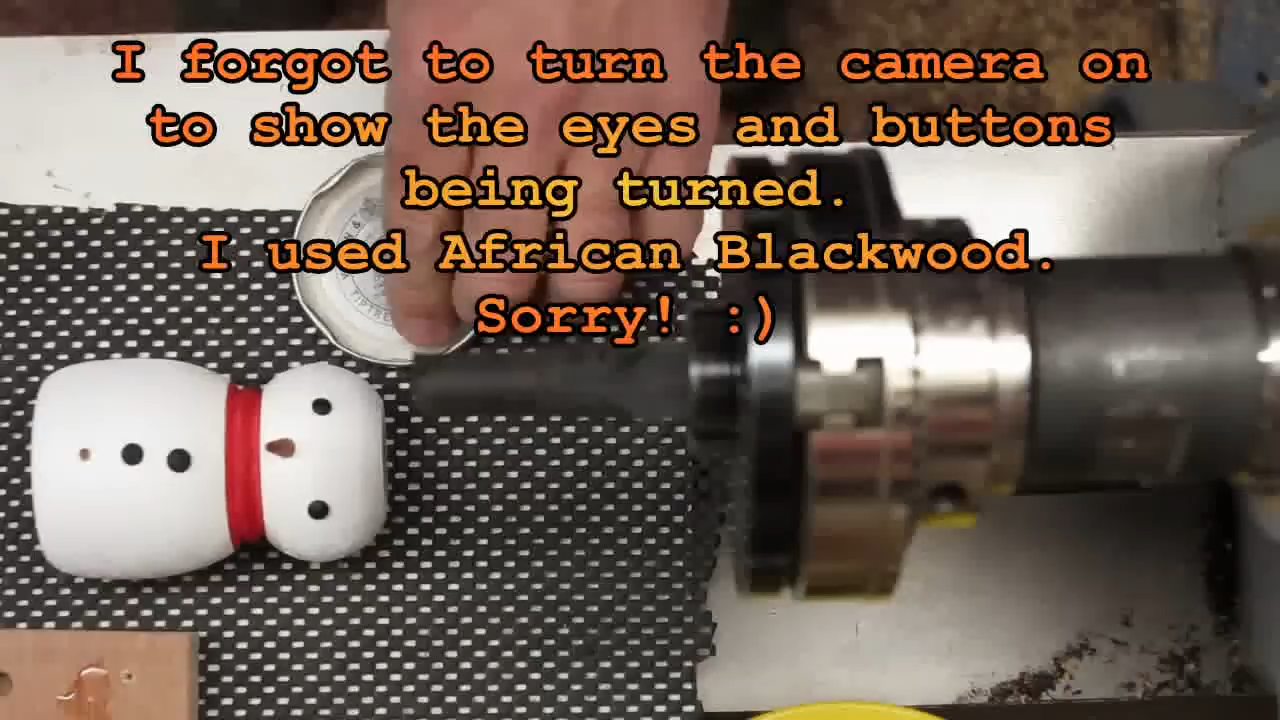 I forgot to turn the camera on
to show the eyes and buttons
being turned.
I used African Blackwood.
Sorry! :)